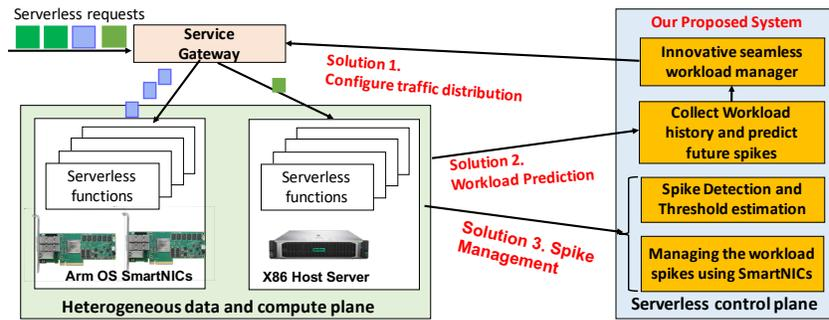 Serverless requests
Service
Gateway
Our Proposed System
Innovative seamless
workload manager
Solution 1.
Configure traffic distribution
Collect Workload
history and predict
future spikes
Solution 2.
Workload Prediction
Serverless
functions
Serverless
functions
Spike Detection and
Threshold estimation
Solution 3. Spike
Management
Managing the workload
spikes using SmartNICs
Arm OS SmartNICs
X86 Host Server
Heterogeneous data and compute plane
Serverless control plane